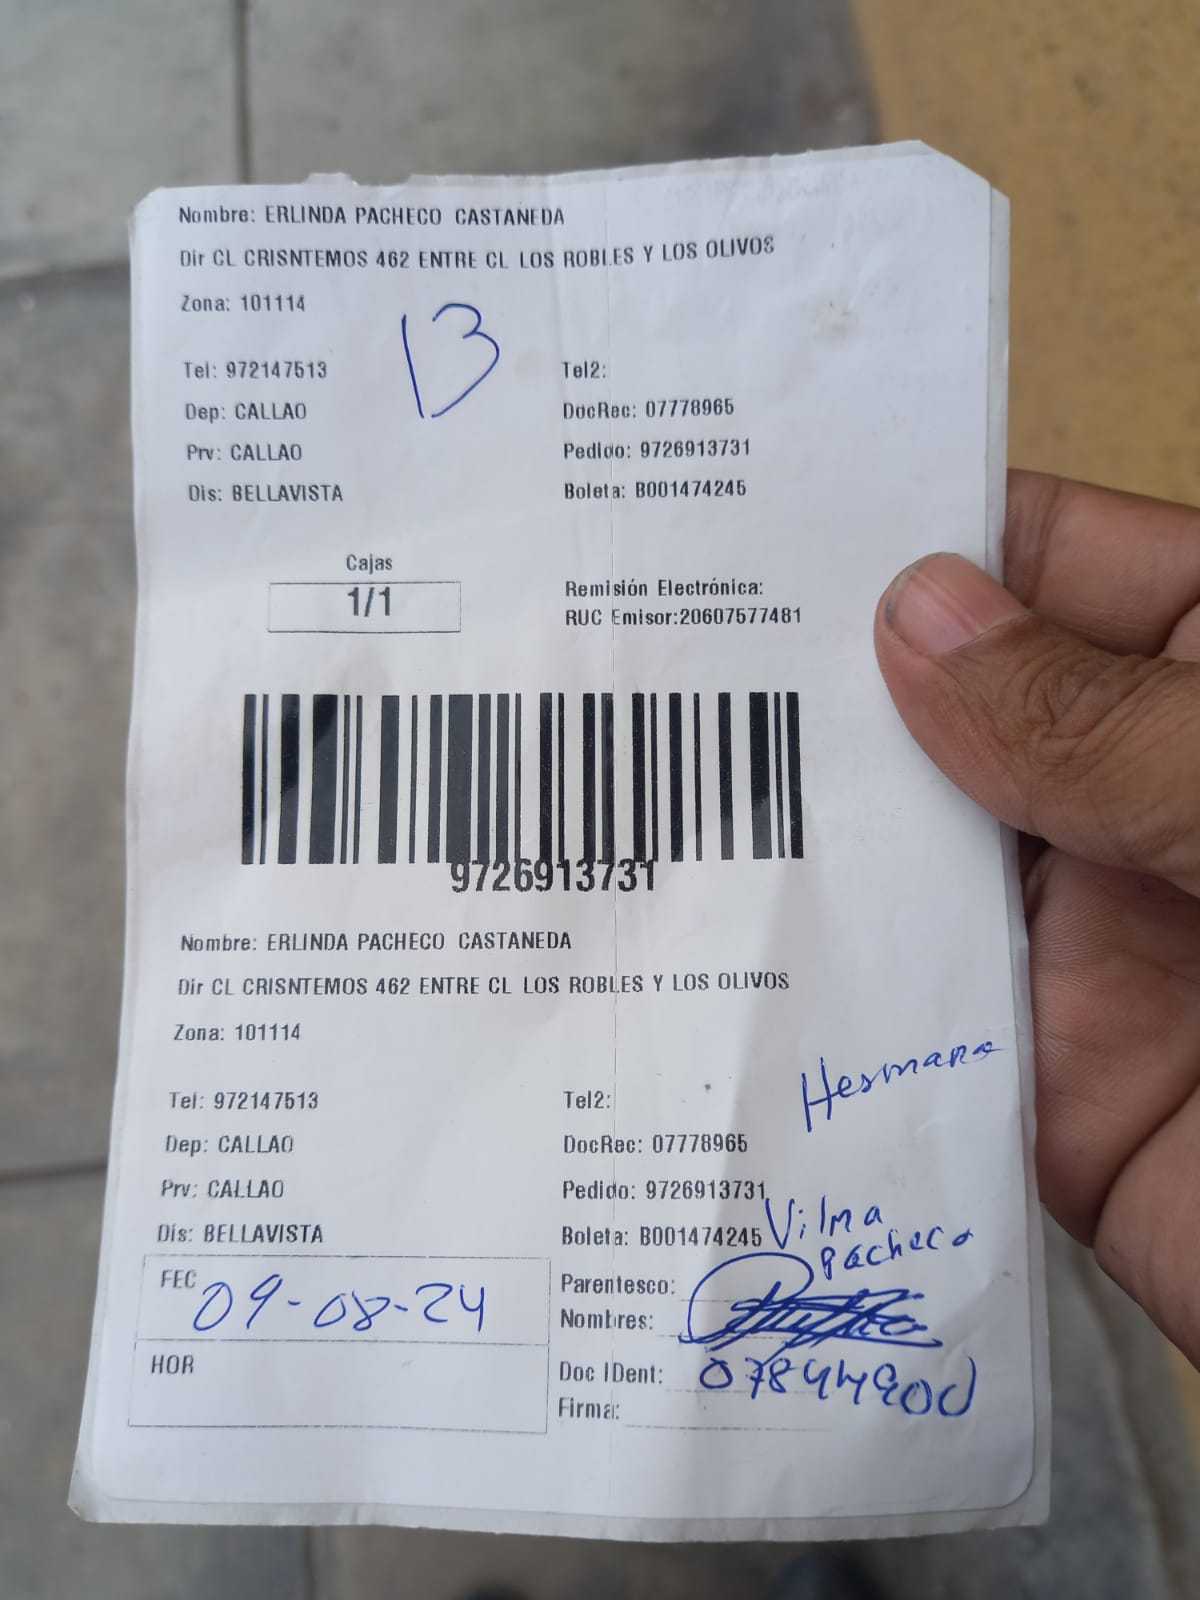 Nombre: ERLINDA PACHECO CASTANEDA
Dir CL CRISNTEMOS 462 ENTRE CL LOS ROBLES Y LOS OLIVOS
Zona: 101114
13
Tel: 972147513 Tel2:
Dep: CALLAO DocRec: 07778965
Prv: CALLAO Pedido: 9726913731
Dis: BELLAVISTA Boleta: B001474245
Cajas
1/1
Remisión Electrónica:
RUC Emisor:20607577481
9726913731
Nombre: ERLINDA PACHECO CASTANEDA
Dir CL CRISNTEMOS 462 ENTRE CL LOS ROBLES Y LOS OLIVOS
Zona: 101114
Hermana
Tel: 972147513 Tel2:
Dep: CALLAO DocRec: 07778965
Prv: CALLAO Pedido: 9726913731
Dis: BELLAVISTA Boleta: B001474245 Vilma
Pacheco
FEC 09-08-24 Parentesco:
Nombres:
HOR Doc IDent: 07844900
Firma: